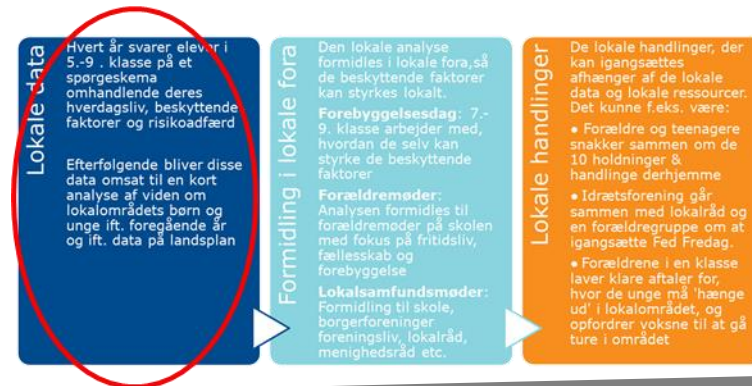 Lokale data
Hvert år svarer elever i
5.-9 . klasse på et
spørgeskema
omhandlende deres
hverdagsliv, beskyttende
faktorer og risikoadfærd
Efterfølgende bliver disse
data omsat til en kort
analyse af viden om
lokalområdets børn og
unge ift. foregående år
og ift. data på landsplan
Formidling i lokale fora
Den lokale analyse
formidles i lokale fora,så
de beskyttende faktorer
kan styrkes lokalt.
Forebyggelsesdag: 7.-
9. klasse arbejder med,
hvordan de selv kan
styrke de beskyttende
faktorer
Forældremøder:
Analysen formidles til
forældremøder på skolen
med fokus på fritidsliv,
fællesskab og
forebyggelse
Lokalsamfundsmøder:
Formidling til skole,
borgerforeninger
foreningsliv, lokalråd,
menighedsråd etc.
Lokale handlinger
De lokale handlinger, der
kan igangsættes
afhænger af de lokale
data og lokale ressourcer.
Det kunne f.eks. være:
• Forældre og teenagere
snakker sammen om de
10 holdninger &
handlinge derhjemme
• Idrætsforening går
sammen med lokalråd og
en forældregruppe om at
igangsætte Fed Fredag.
• Forældrene i en klasse
laver klare aftaler for,
hvor de unge må 'hænge
ud' i lokalområdet, og
opfordrer voksne til at gå
ture i området